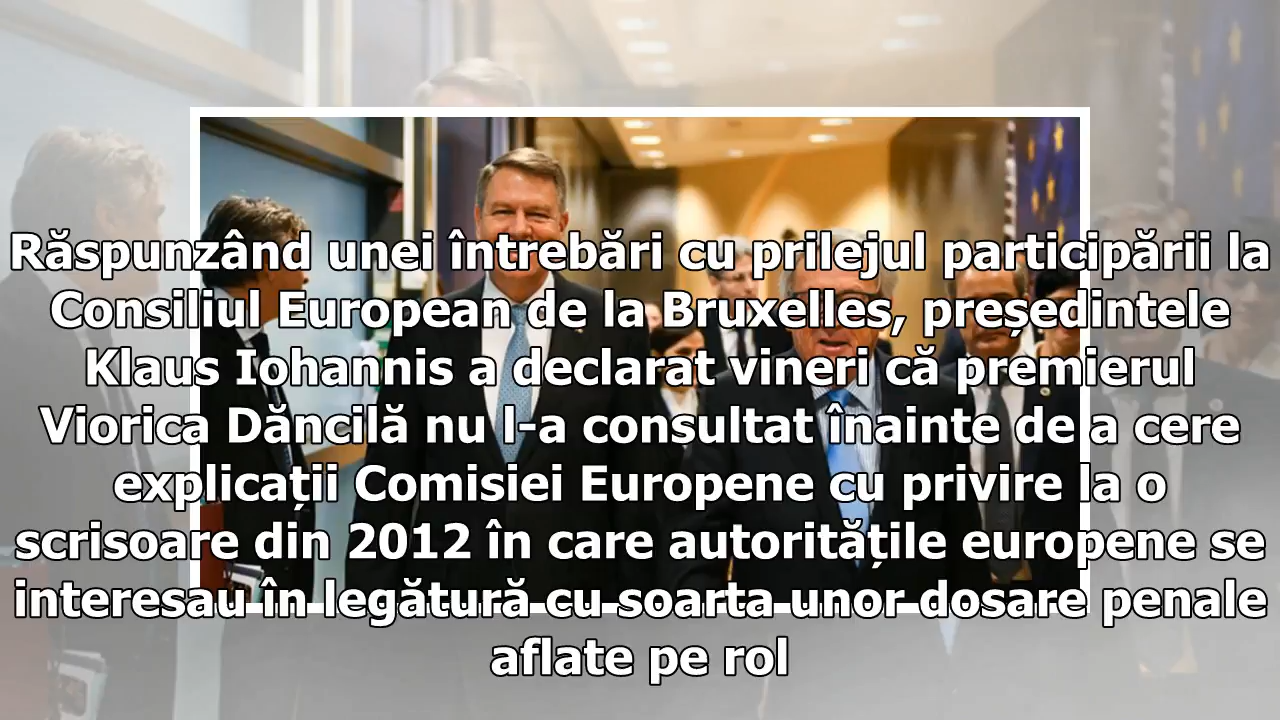 Răspunzând unei întrebări cu prilejul participării la
Consiliul European de la Bruxelles, președintele
Klaus Iohannis a declarat vineri că premierul
Viorica Dăncilă nu l-a consultat înainte de a cere
explicații Comisiei Europene cu privire la o
scrisoare din 2012 în care autoritățile europene se
interesau în legătură cu soarta unor dosare penale
aflate pe rol